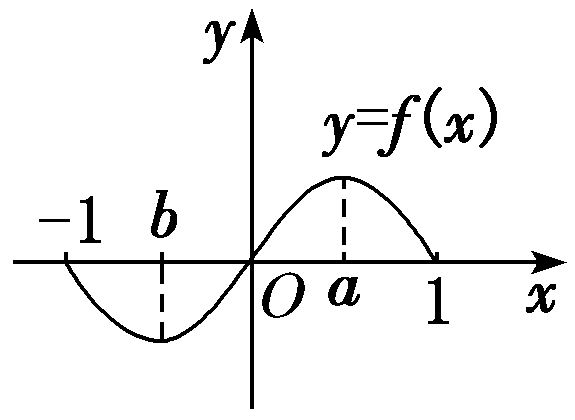 y
y=f(x)
-1 b
O a 1 x